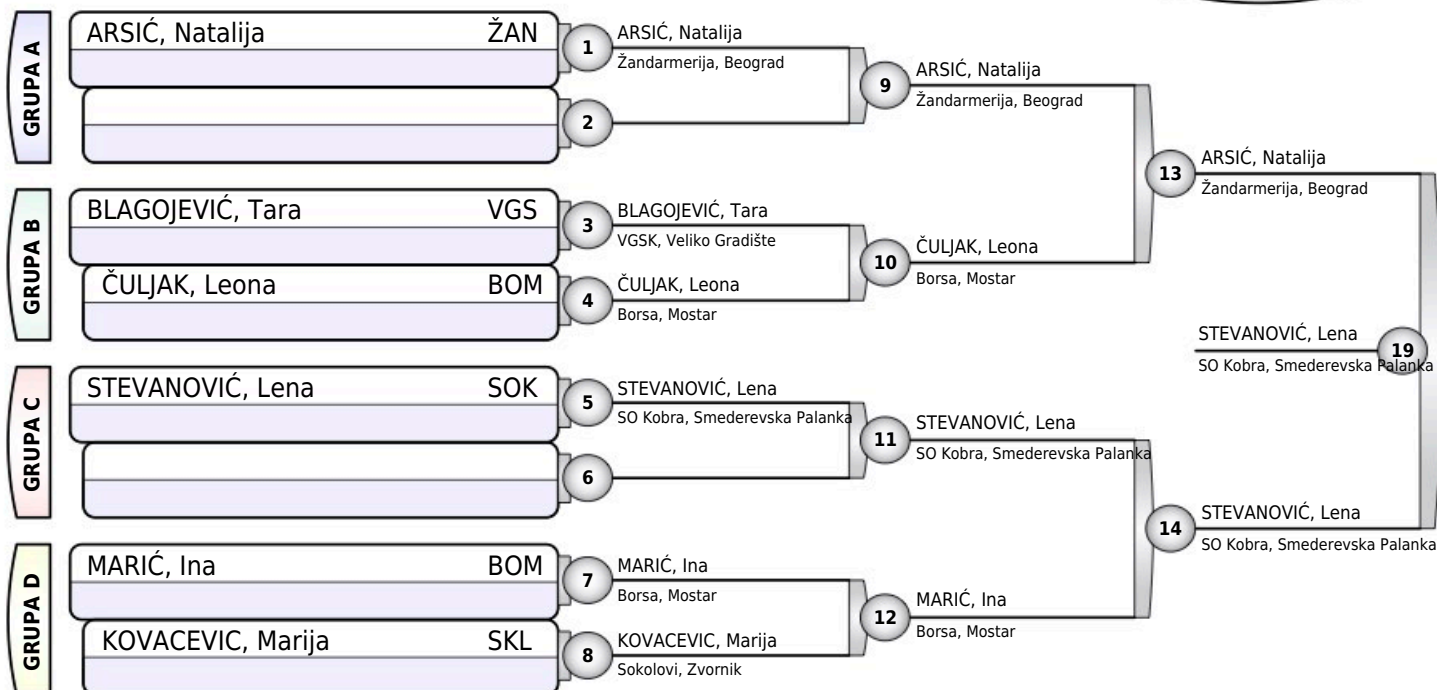 GRUPA A
ARSIĆ, Natalija ŽAN
1
ARSIĆ, Natalija
Žandarmerija, Beograd
2
9
ARSIĆ, Natalija
Žandarmerija, Beograd
GRUPA B
BLAGOJEVIĆ, Tara VGS
3
BLAGOJEVIĆ, Tara
VGSK, Veliko Gradište
ČULJAK, Leona BOM
4
ČULJAK, Leona
Borsa, Mostar
10
ČULJAK, Leona
Borsa, Mostar
13
ARSIĆ, Natalija
Žandarmerija, Beograd
GRUPA C
STEVANOVIĆ, Lena SOK
5
STEVANOVIĆ, Lena
SO Kobra, Smederevska Palanka
6
11
STEVANOVIĆ, Lena
SO Kobra, Smederevska Palanka
GRUPA D
MARIĆ, Ina BOM
7
MARIĆ, Ina
Borsa, Mostar
KOVACEVIC, Marija SKL
8
KOVACEVIC, Marija
Sokolovi, Zvornik
12
MARIĆ, Ina
Borsa, Mostar
14
STEVANOVIĆ, Lena
SO Kobra, Smederevska Palanka
STEVANOVIĆ, Lena
19
SO Kobra, Smederevska Palanka